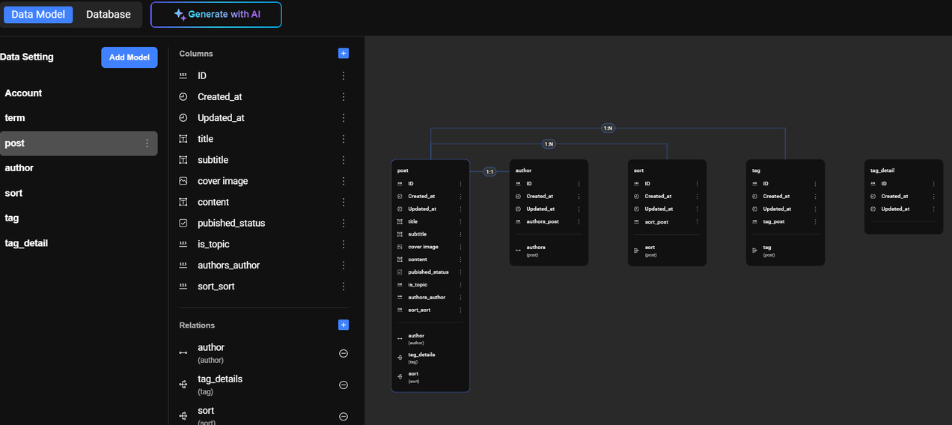 Data Model
Database
Generate with AI
Data Setting
Add Model
Account
term
post
author
sort
tag
tag_detail
Columns
ID
Created_at
Updated_at
title
subtitle
cover image
content
pubished_status
is_topic
authors_author
sort_sort
Relations
author
(author)
tag_details
(tag)
sort
(sort)
1:N
1:N
1:1
post
ID
Created_at
Updated_at
title
subtitle
cover image
content
pubished_status
is_topic
authors_author
sort_sort
author
(author)
tag_details
(tag)
sort
(sort)
author
ID
Created_at
Updated_at
authors_post
authors
(post)
sort
ID
Created_at
Updated_at
sort_post
sort
(post)
tag
ID
Created_at
Updated_at
tag_post
tag
(post)
tag_detail
ID
Created_at
Updated_at